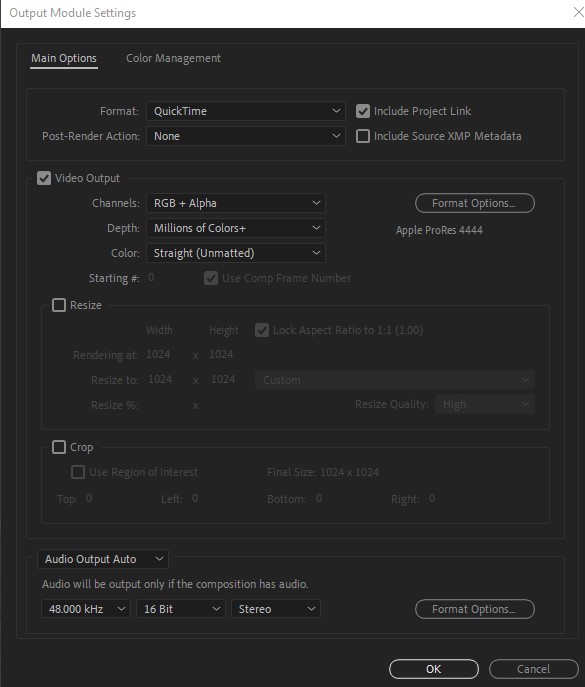 Output Module Settings
Main Options Color Management
Format: QuickTime Include Project Link
Post-Render Action: None Include Source XMP Metadata
Video Output
Channels: RGB + Alpha Format Options...
Depth: Millions of Colors+ Apple ProRes 4444
Color: Straight (Unmatted)
Starting #: 0 Use Comp Frame Number
Resize
Width Height Lock Aspect Ratio to 1:1 (1.00)
Rendering at: 1024 x 1024
Resize to: 1024 x 1024 Custom
Resize %: x Resize Quality: High
Crop
Use Region of Interest Final Size: 1024 x 1024
Top: 0 Left: 0 Bottom: 0 Right: 0
Audio Output Auto
Audio will be output only if the composition has audio.
48.000 kHz 16 Bit Stereo Format Options...
OK Cancel